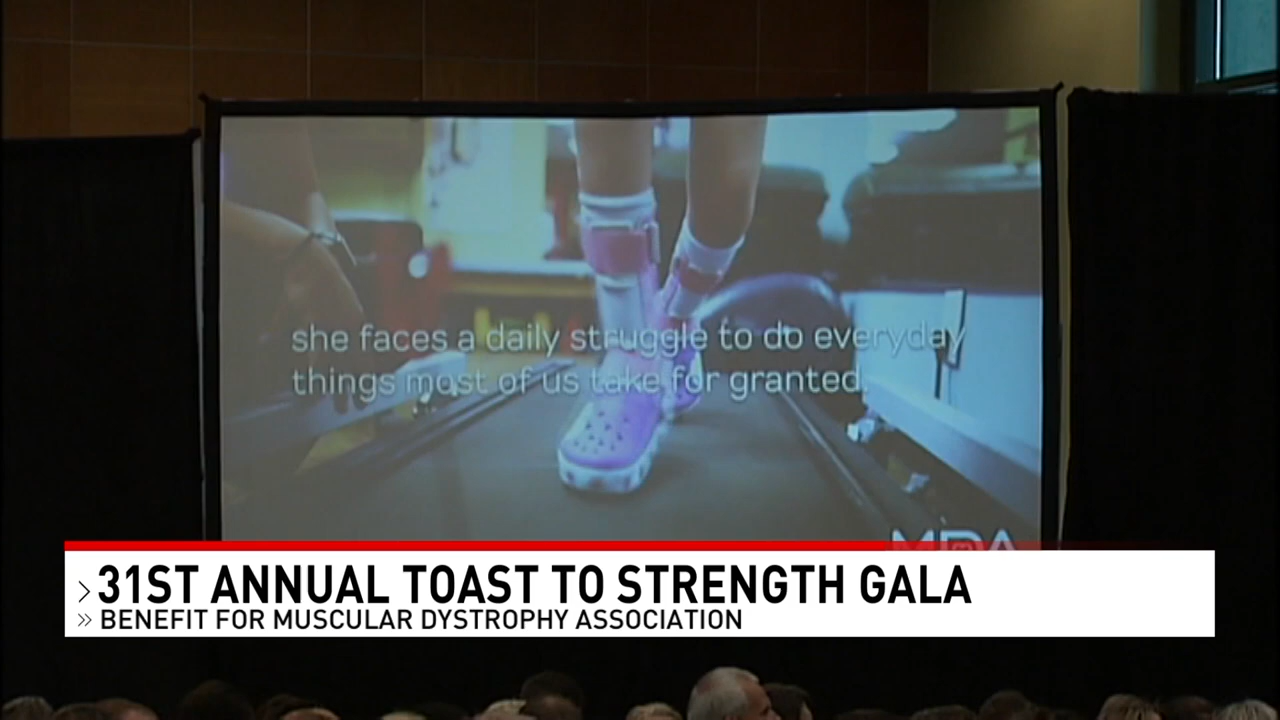 she faces a daily struggle to do everyday
things most of us take for granted.
MDA
31ST ANNUAL TOAST TO STRENGTH GALA
BENEFIT FOR MUSCULAR DYSTROPHY ASSOCIATION